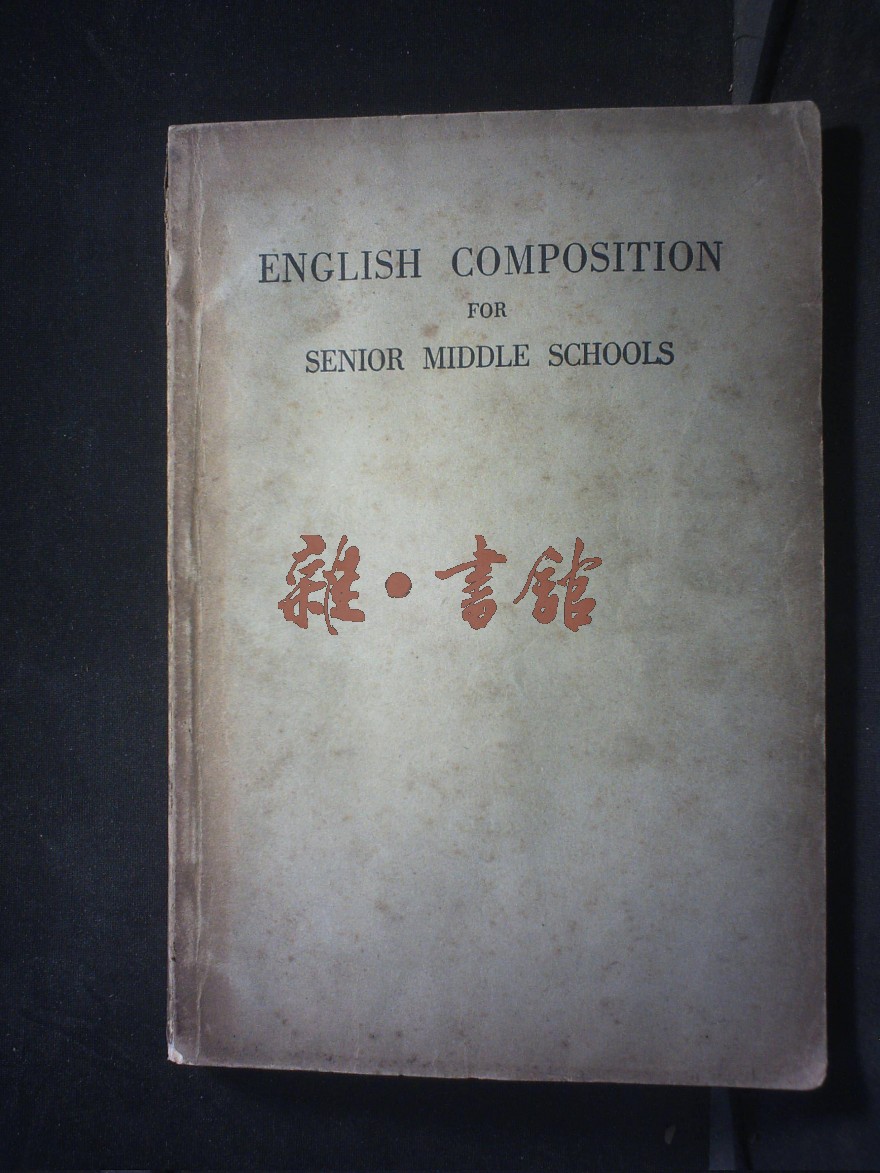 ENGLISH COMPOSITION
FOR
SENIOR MIDDLE SCHOOLS
雜·書館